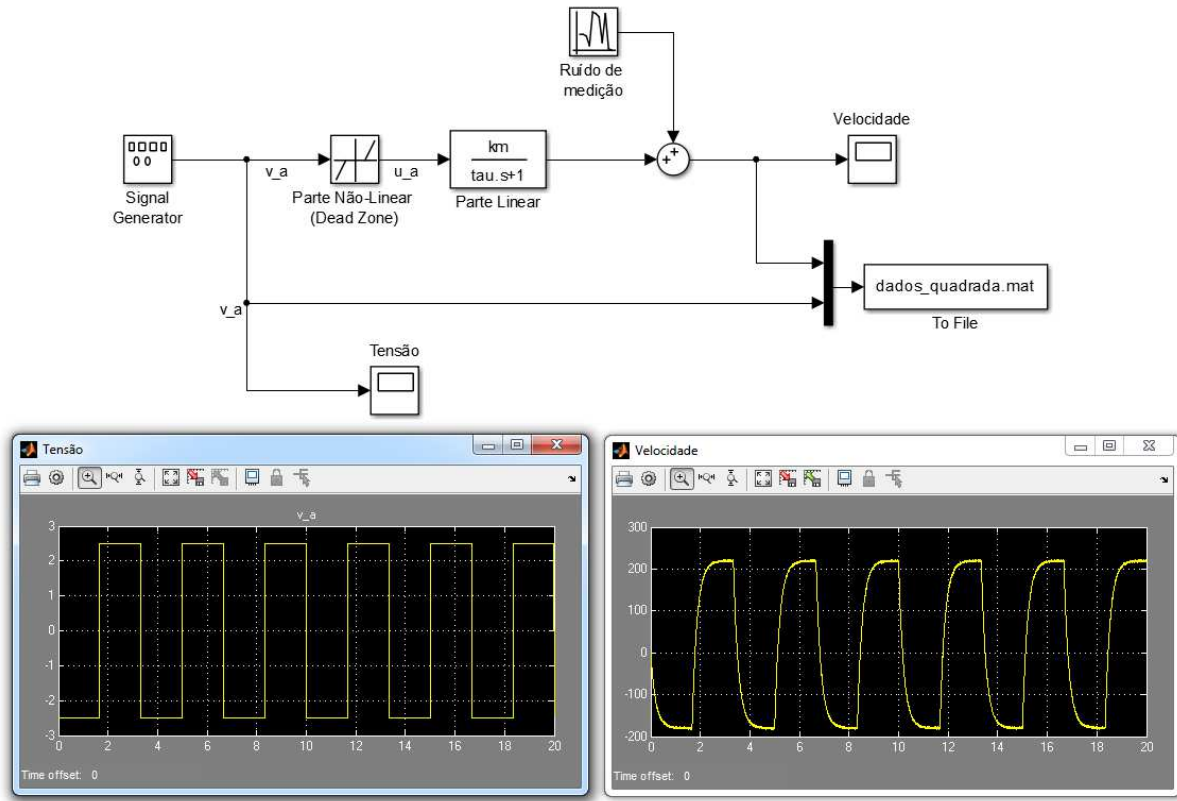 Ruído de
medição
Velocidade
km
tau.s+1
v_a
u_a
Signal
Generator
Parte Não-Linear
(Dead Zone)
Parte Linear
dados_quadrada.mat
v_a
To File
Tensão
Tensão
v_a
3
2
1
0
-1
-2
-3
0 2 4 6 8 10 12 14 16 18 20
Time offset: 0
Velocidade
300
200
100
0
-100
-200
0 2 4 6 8 10 12 14 16 18 20
Time offset: 0